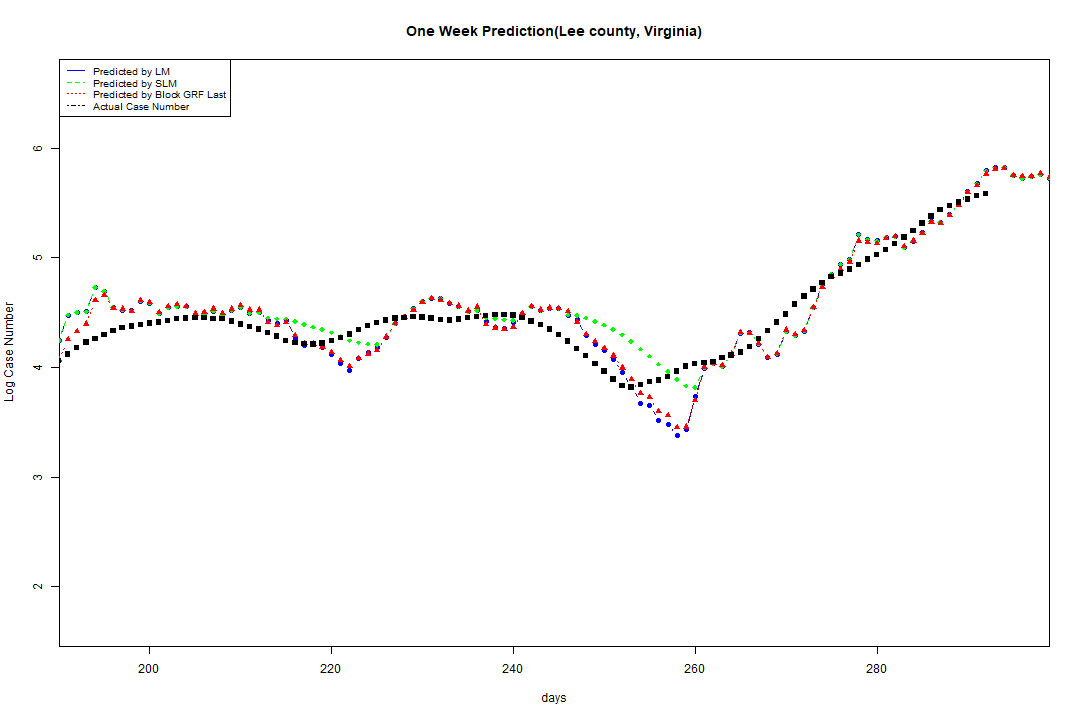 One Week Prediction(Lee county, Virginia)
Predicted by LM
Predicted by SLM
Predicted by Block GRF Last
Actual Case Number
6
5
4
3
2
Log Case Number
200 220 240 260 280
days